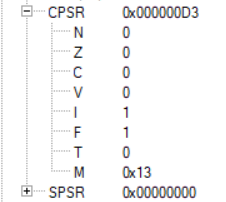 CPSR 0x000000D3
N 0
Z 0
C 0
V 0
I 1
F 1
T 0
M 0x13
SPSR 0x00000000